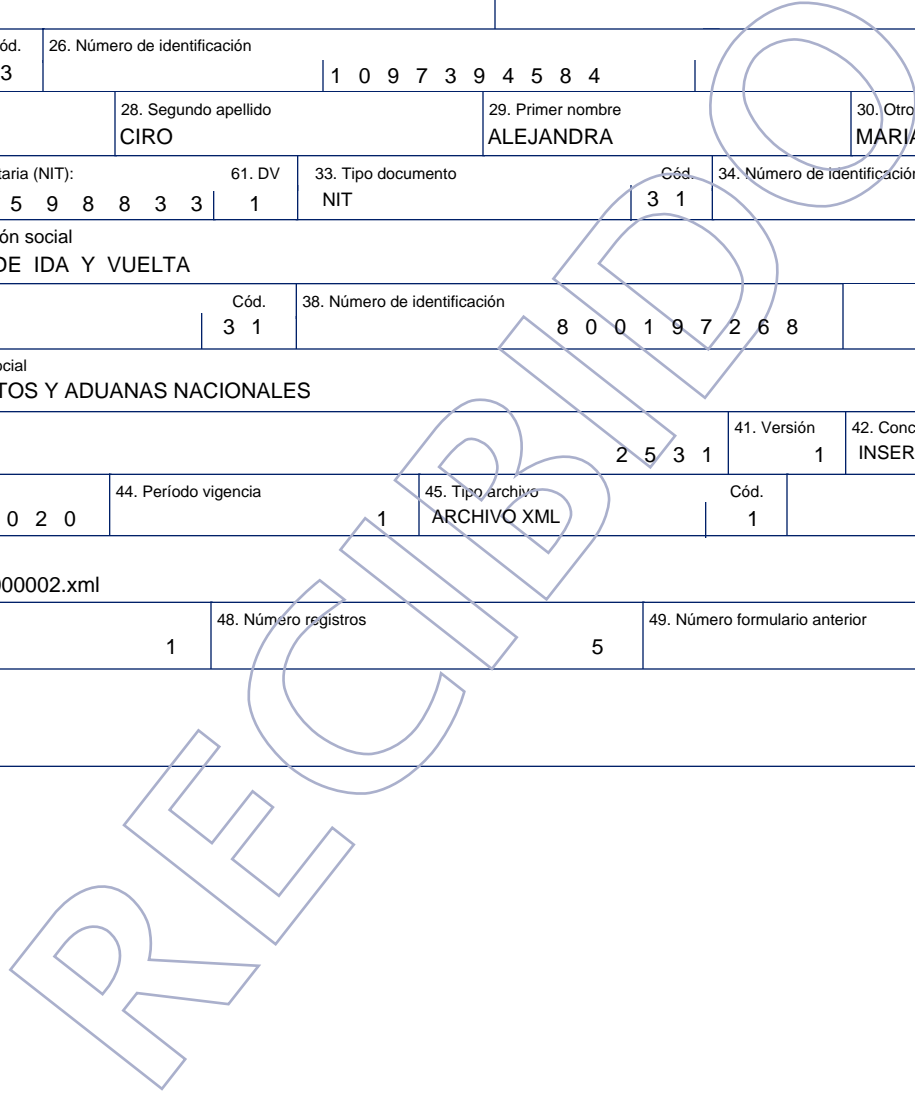 ód. 26. Número de identificación
3 1 0 9 7 3 9 4 5 8 4
28. Segundo apellido 29. Primer nombre 30. Otro
CIRO ALEJANDRA MARIA
taria (NIT): 61. DV 33. Tipo documento Cód. 34. Número de identificación
5 9 8 8 3 3 1 NIT 3 1
ón social
DE IDA Y VUELTA
Cód. 38. Número de identificación
3 1 8 0 0 1 9 7 2 6 8
ocial
TOS Y ADUANAS NACIONALES
41. Versión 42. Conc
2 5 3 1 1 INSER
44. Período vigencia 45. Tipo archivo Cód.
0 2 0 1 ARCHIVO XML 1
000002.xml
48. Número registros 49. Número formulario anterior
1 5
RECIBIDO